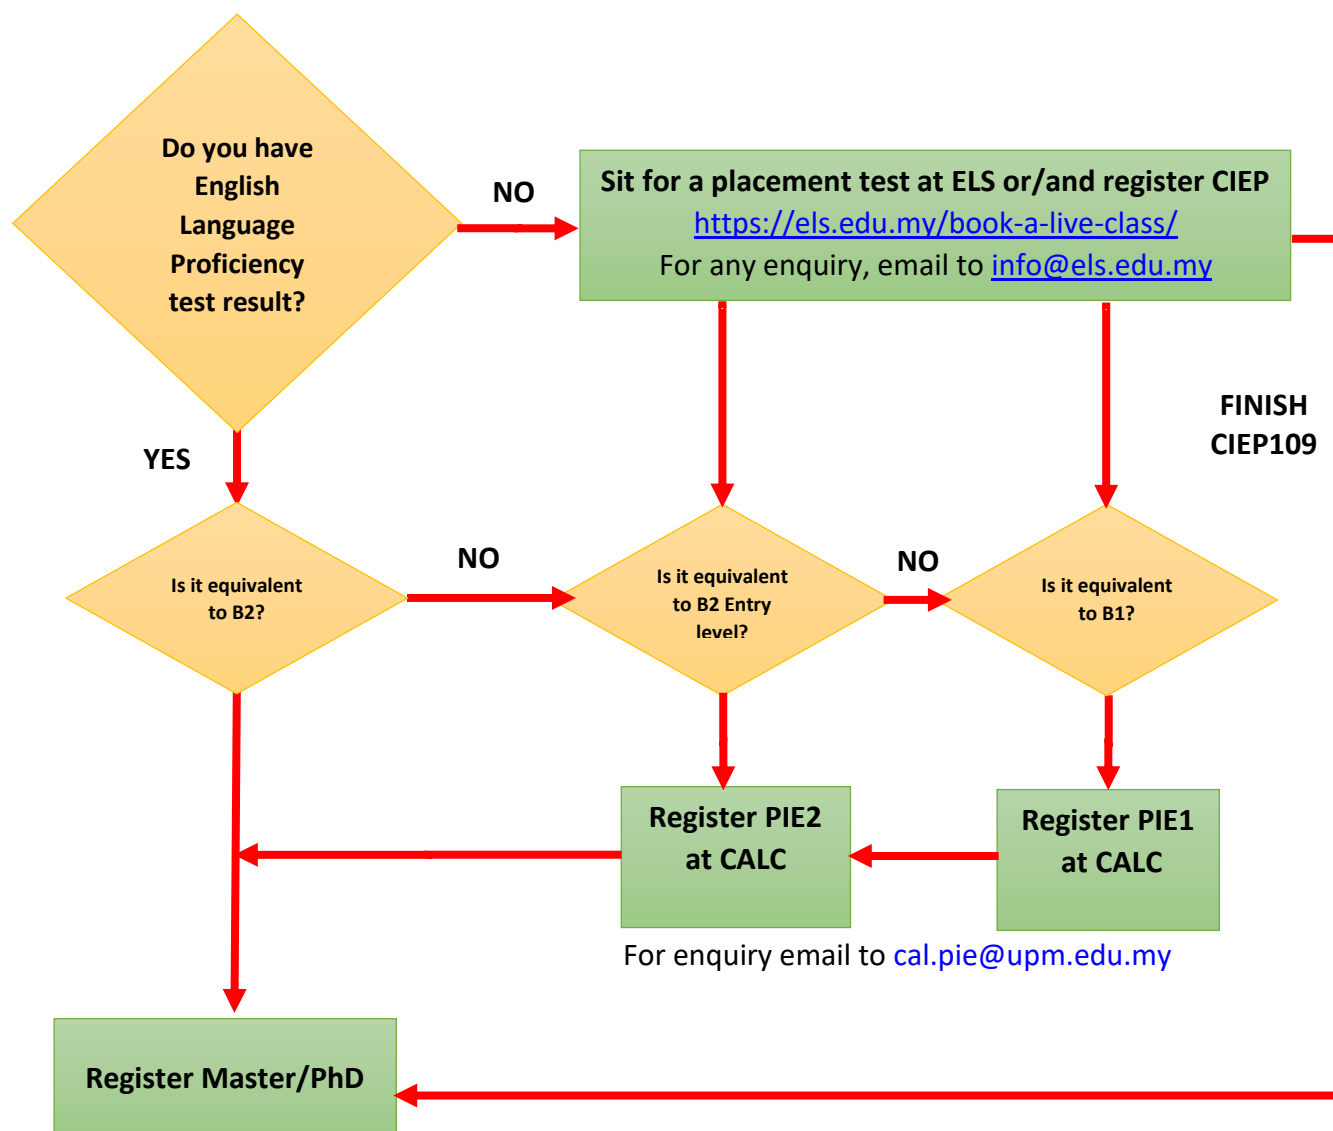 Do you have
English
Language
Proficiency
test result?
NO
Sit for a placement test at ELS or/and register CIEP
https://els.edu.my/book-a-live-class/
For any enquiry, email to info@els.edu.my
FINISH
CIEP109
YES
Is it equivalent
to B2?
NO
Is it equivalent
to B2 Entry
level?
NO
Is it equivalent
to B1?
Register PIE2
at CALC
Register PIE1
at CALC
For enquiry email to cal.pie@upm.edu.my
Register Master/PhD